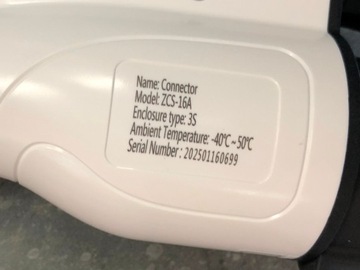 Name: Connector
Model: ZCS-16A
Enclosure type: 3S
Ambient Temperature: -40℃ ~ 50℃
Serial Number : 202501160699